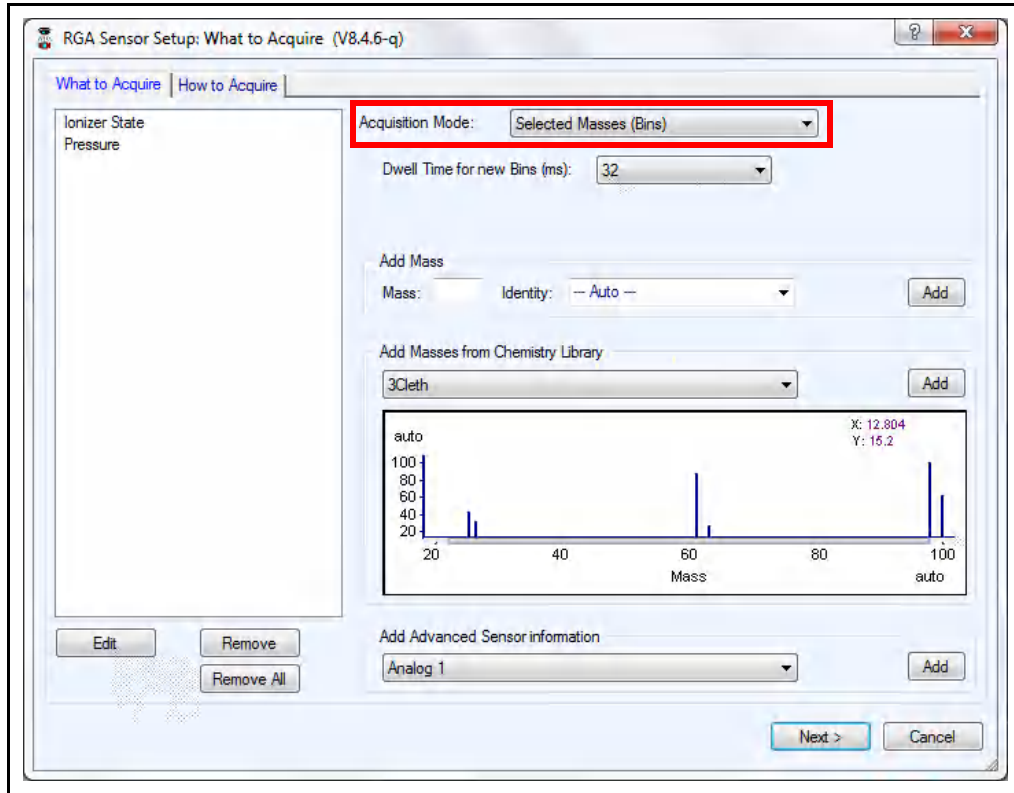 RGA Sensor Setup: What to Acquire (V8.4.6-q)
What to Acquire How to Acquire
Ionizer State
Pressure
Acquisition Mode: Selected Masses (Bins)
Dwell Time for new Bins (ms): 32
Add Mass
Mass: Identity: -- Auto -- Add
Add Masses from Chemistry Library
3Cleth Add
auto
X: 12.804
Y: 15.2
100
80
60
40
20
20 40 60 80 100
Mass auto
Edit Remove
Remove All
Add Advanced Sensor information
Analog 1 Add
Next > Cancel